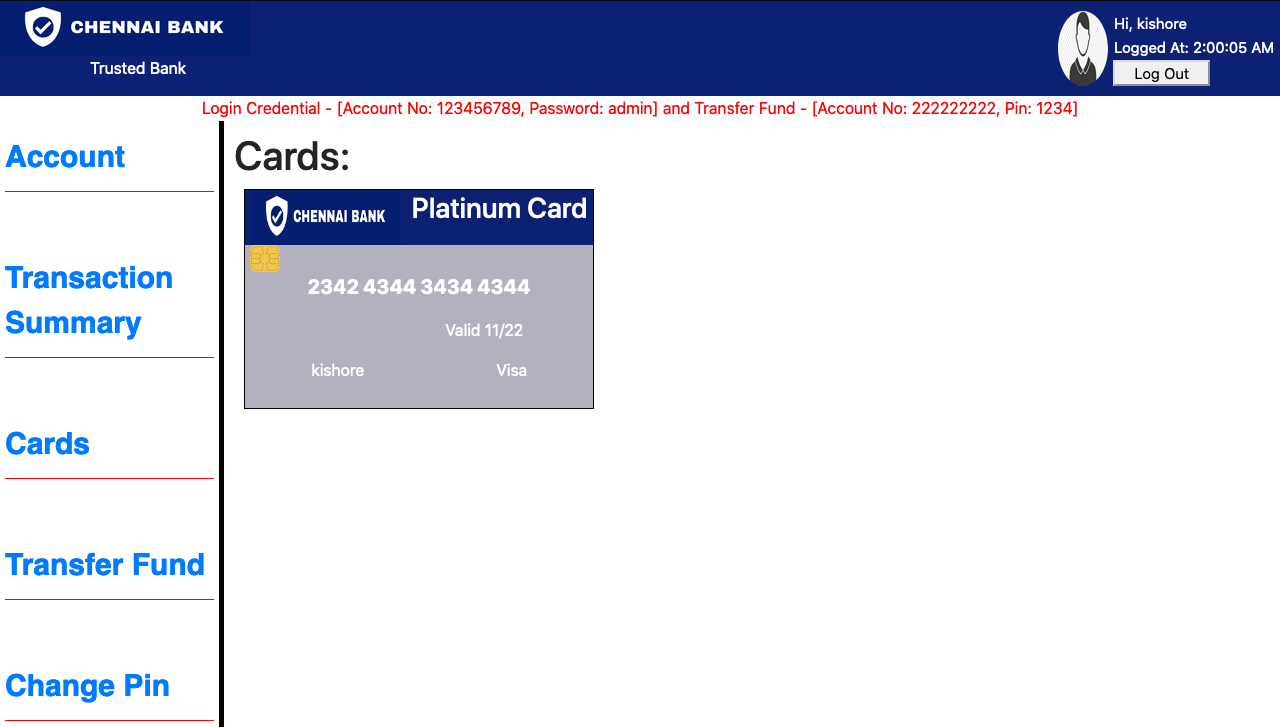 CHENNAI BANK
Trusted Bank
Hi, kishore
Logged At: 2:00:05 AM
Log Out
Login Credential - [Account No: 123456789, Password: admin] and Transfer Fund - [Account No: 222222222, Pin: 1234]
Account
Transaction
Summary
Cards
Transfer Fund
Change Pin
Cards:
CHENNAI BANK
Platinum Card
2342 4344 3434 4344
Valid 11/22
kishore
Visa